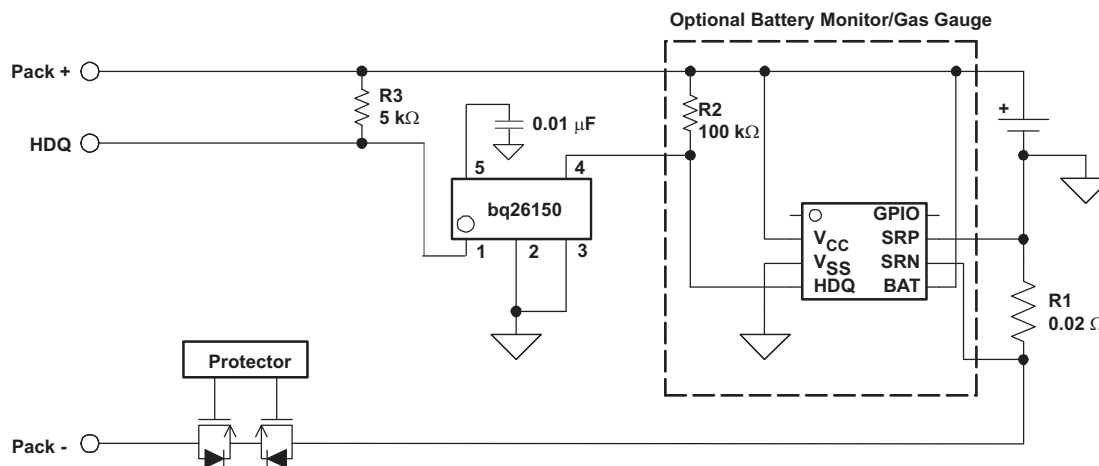 Optional Battery Monitor/Gas Gauge
Pack +
R3
5 kΩ
HDQ
0.01 μF
R2
100 kΩ
+
5
4
bq26150
1
2
3
GPIO
VCC
SRP
VSS
SRN
HDQ
BAT
R1
0.02 Ω
Protector
Pack -